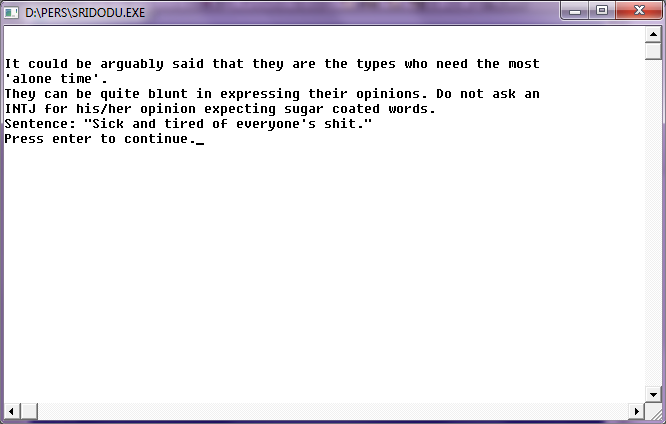 D:\PERS\SRIDODU.EXE
It could be arguably said that they are the types who need the most
'alone time'.
They can be quite blunt in expressing their opinions. Do not ask an
INTJ for his/her opinion expecting sugar coated words.
Sentence: "Sick and tired of everyone's shit."
Press enter to continue._